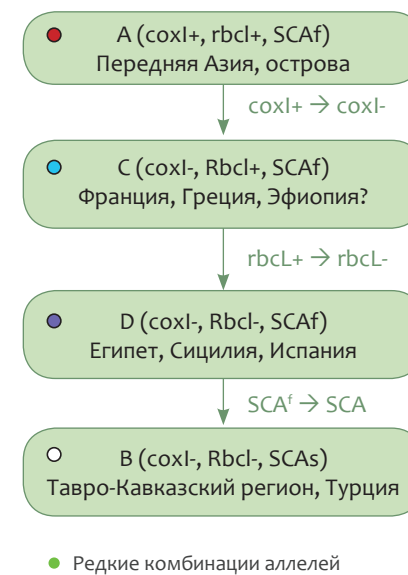 A (coxI+, rbcl+, SCAf)
Передняя Азия, острова
coxI+ → coxI-
C (coxI-, Rbcl+, SCAf)
Франция, Греция, Эфиопия?
rbcL+ → rbcL-
D (coxI-, Rbcl-, SCAf)
Египет, Сицилия, Испания
SCAᶠ → SCA
B (coxI-, Rbcl-, SCAs)
Тавро-Кавказский регион, Турция
Редкие комбинации аллелей